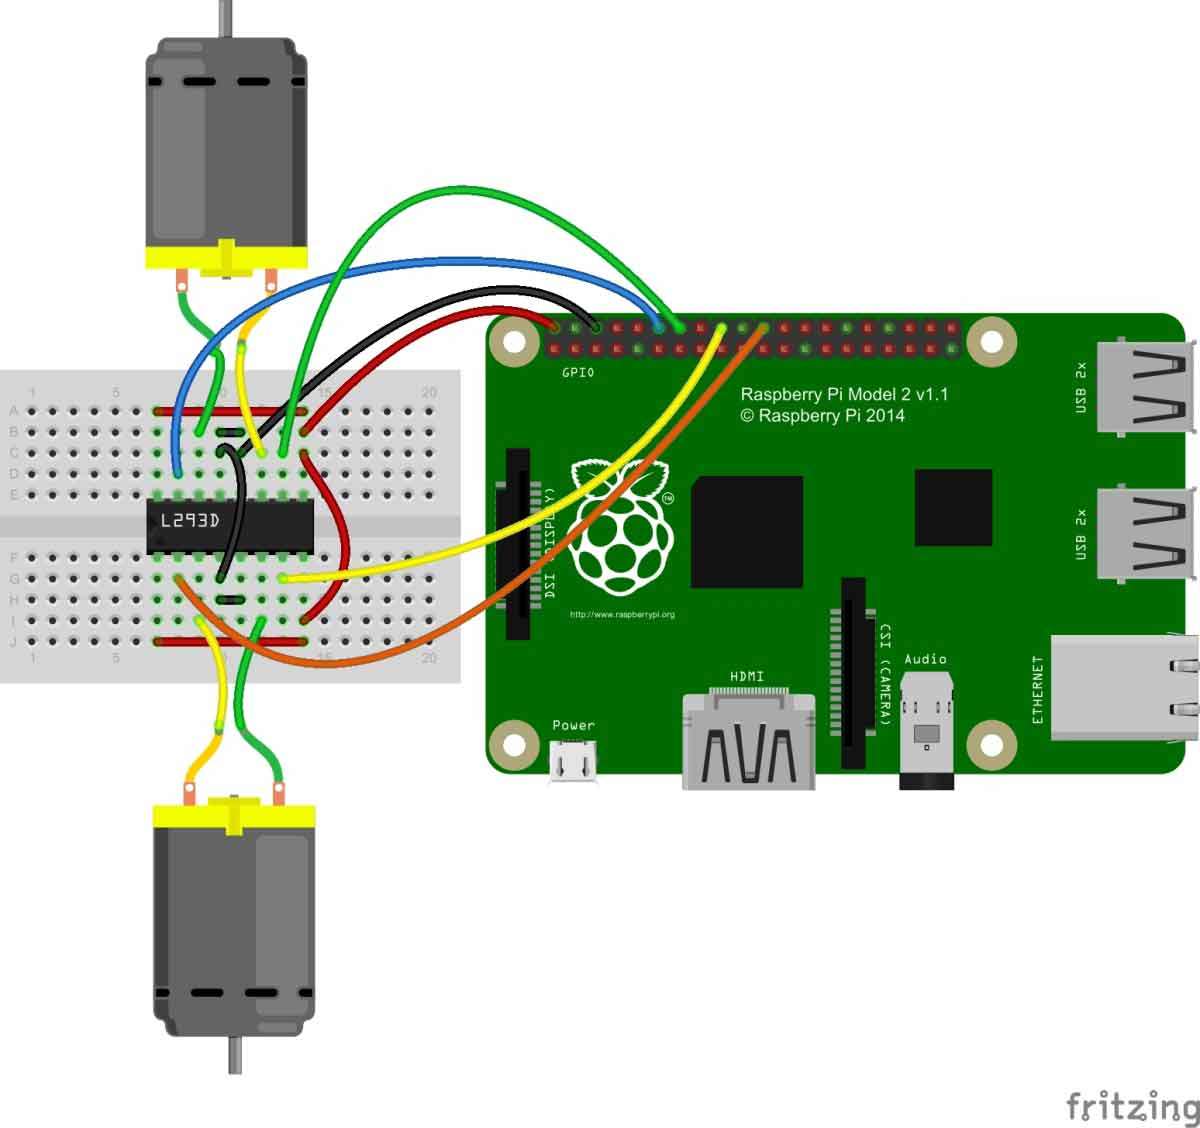 GPIO
Raspberry Pi Model 2 v1.1
© Raspberry Pi 2014
USB 2x
1 5 10 15 20
A
B
C
D
E
L293D
DSI (DISPLAY)
TM
USB 2x
F
G
H
I
J
http://www.raspberrypi.org
1 5 10 15 20
CSI (CAMERA)
Audio
ETHERNET
HDMI
Power
fritzing